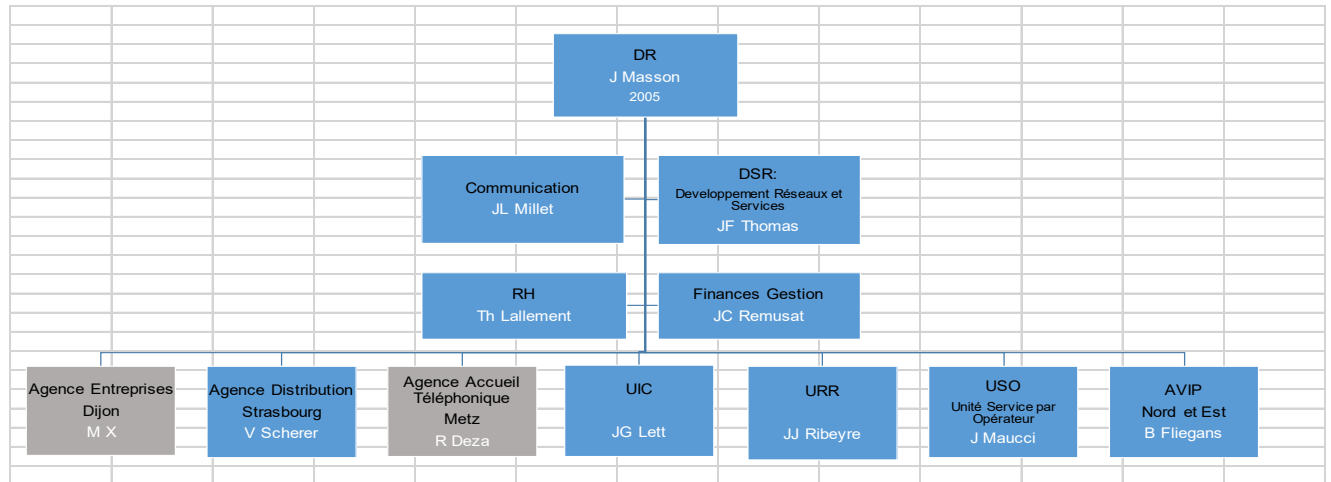 DR
J Masson
2005
Communication
JL Millet
DSR:
Developpement Réseaux et
Services
JF Thomas
RH
Th Lallement
Finances Gestion
JC Remusat
Agence Entreprises
Dijon
M X
Agence Distribution
Strasbourg
V Scherer
Agence Accueil
Téléphonique
Metz
R Deza
UIC
JG Lett
URR
JJ Ribeyre
USO
Unité Service par
Opérateur
J Maucci
AVIP
Nord et Est
B Fliegans